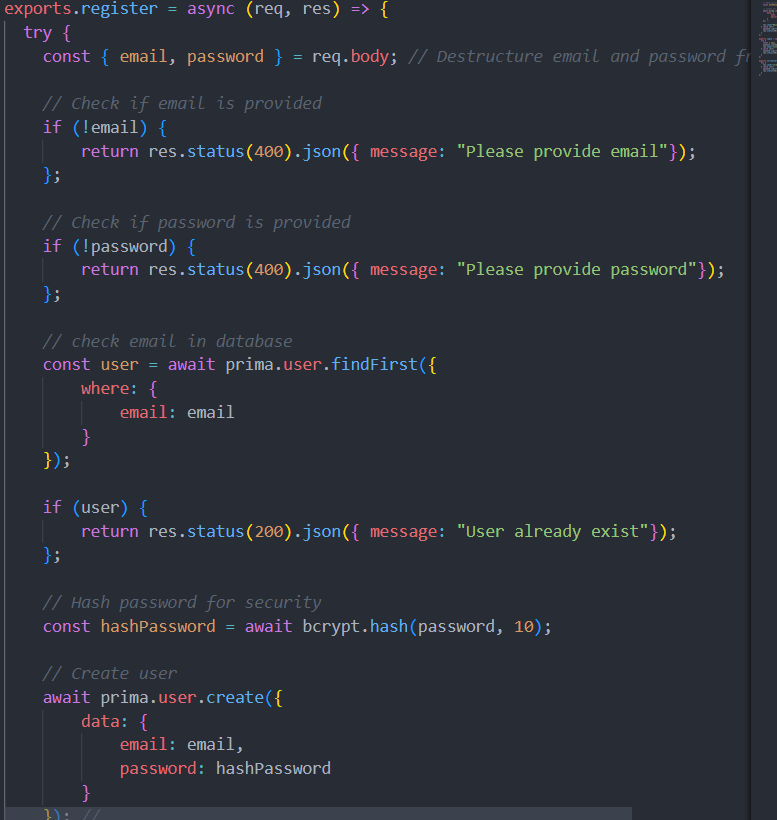 exports.register = async (req, res) => {
try {
const { email, password } = req.body; // Destructure email and password fr
// Check if email is provided
if (!email) {
return res.status(400).json({ message: "Please provide email"});
};
// Check if password is provided
if (!password) {
return res.status(400).json({ message: "Please provide password"});
};
// check email in database
const user = await prima.user.findFirst({
where: {
email: email
}
});
if (user) {
return res.status(200).json({ message: "User already exist"});
};
// Hash password for security
const hashPassword = await bcrypt.hash(password, 10);
// Create user
await prima.user.create({
data: {
email: email,
password: hashPassword
}
}); //